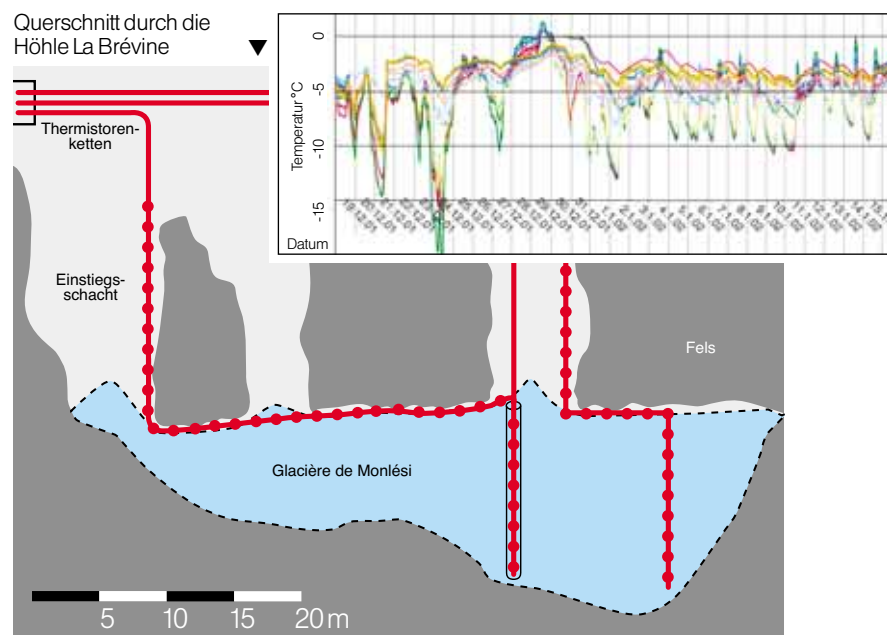 Querschnitt durch die
Höhle La Brévine
Thermistoren-
ketten
Einstiegs-
schacht
Fels
Glacière de Monlési
5 10 15 20 m
Temperatur °C
0
-5
-10
-15
Datum